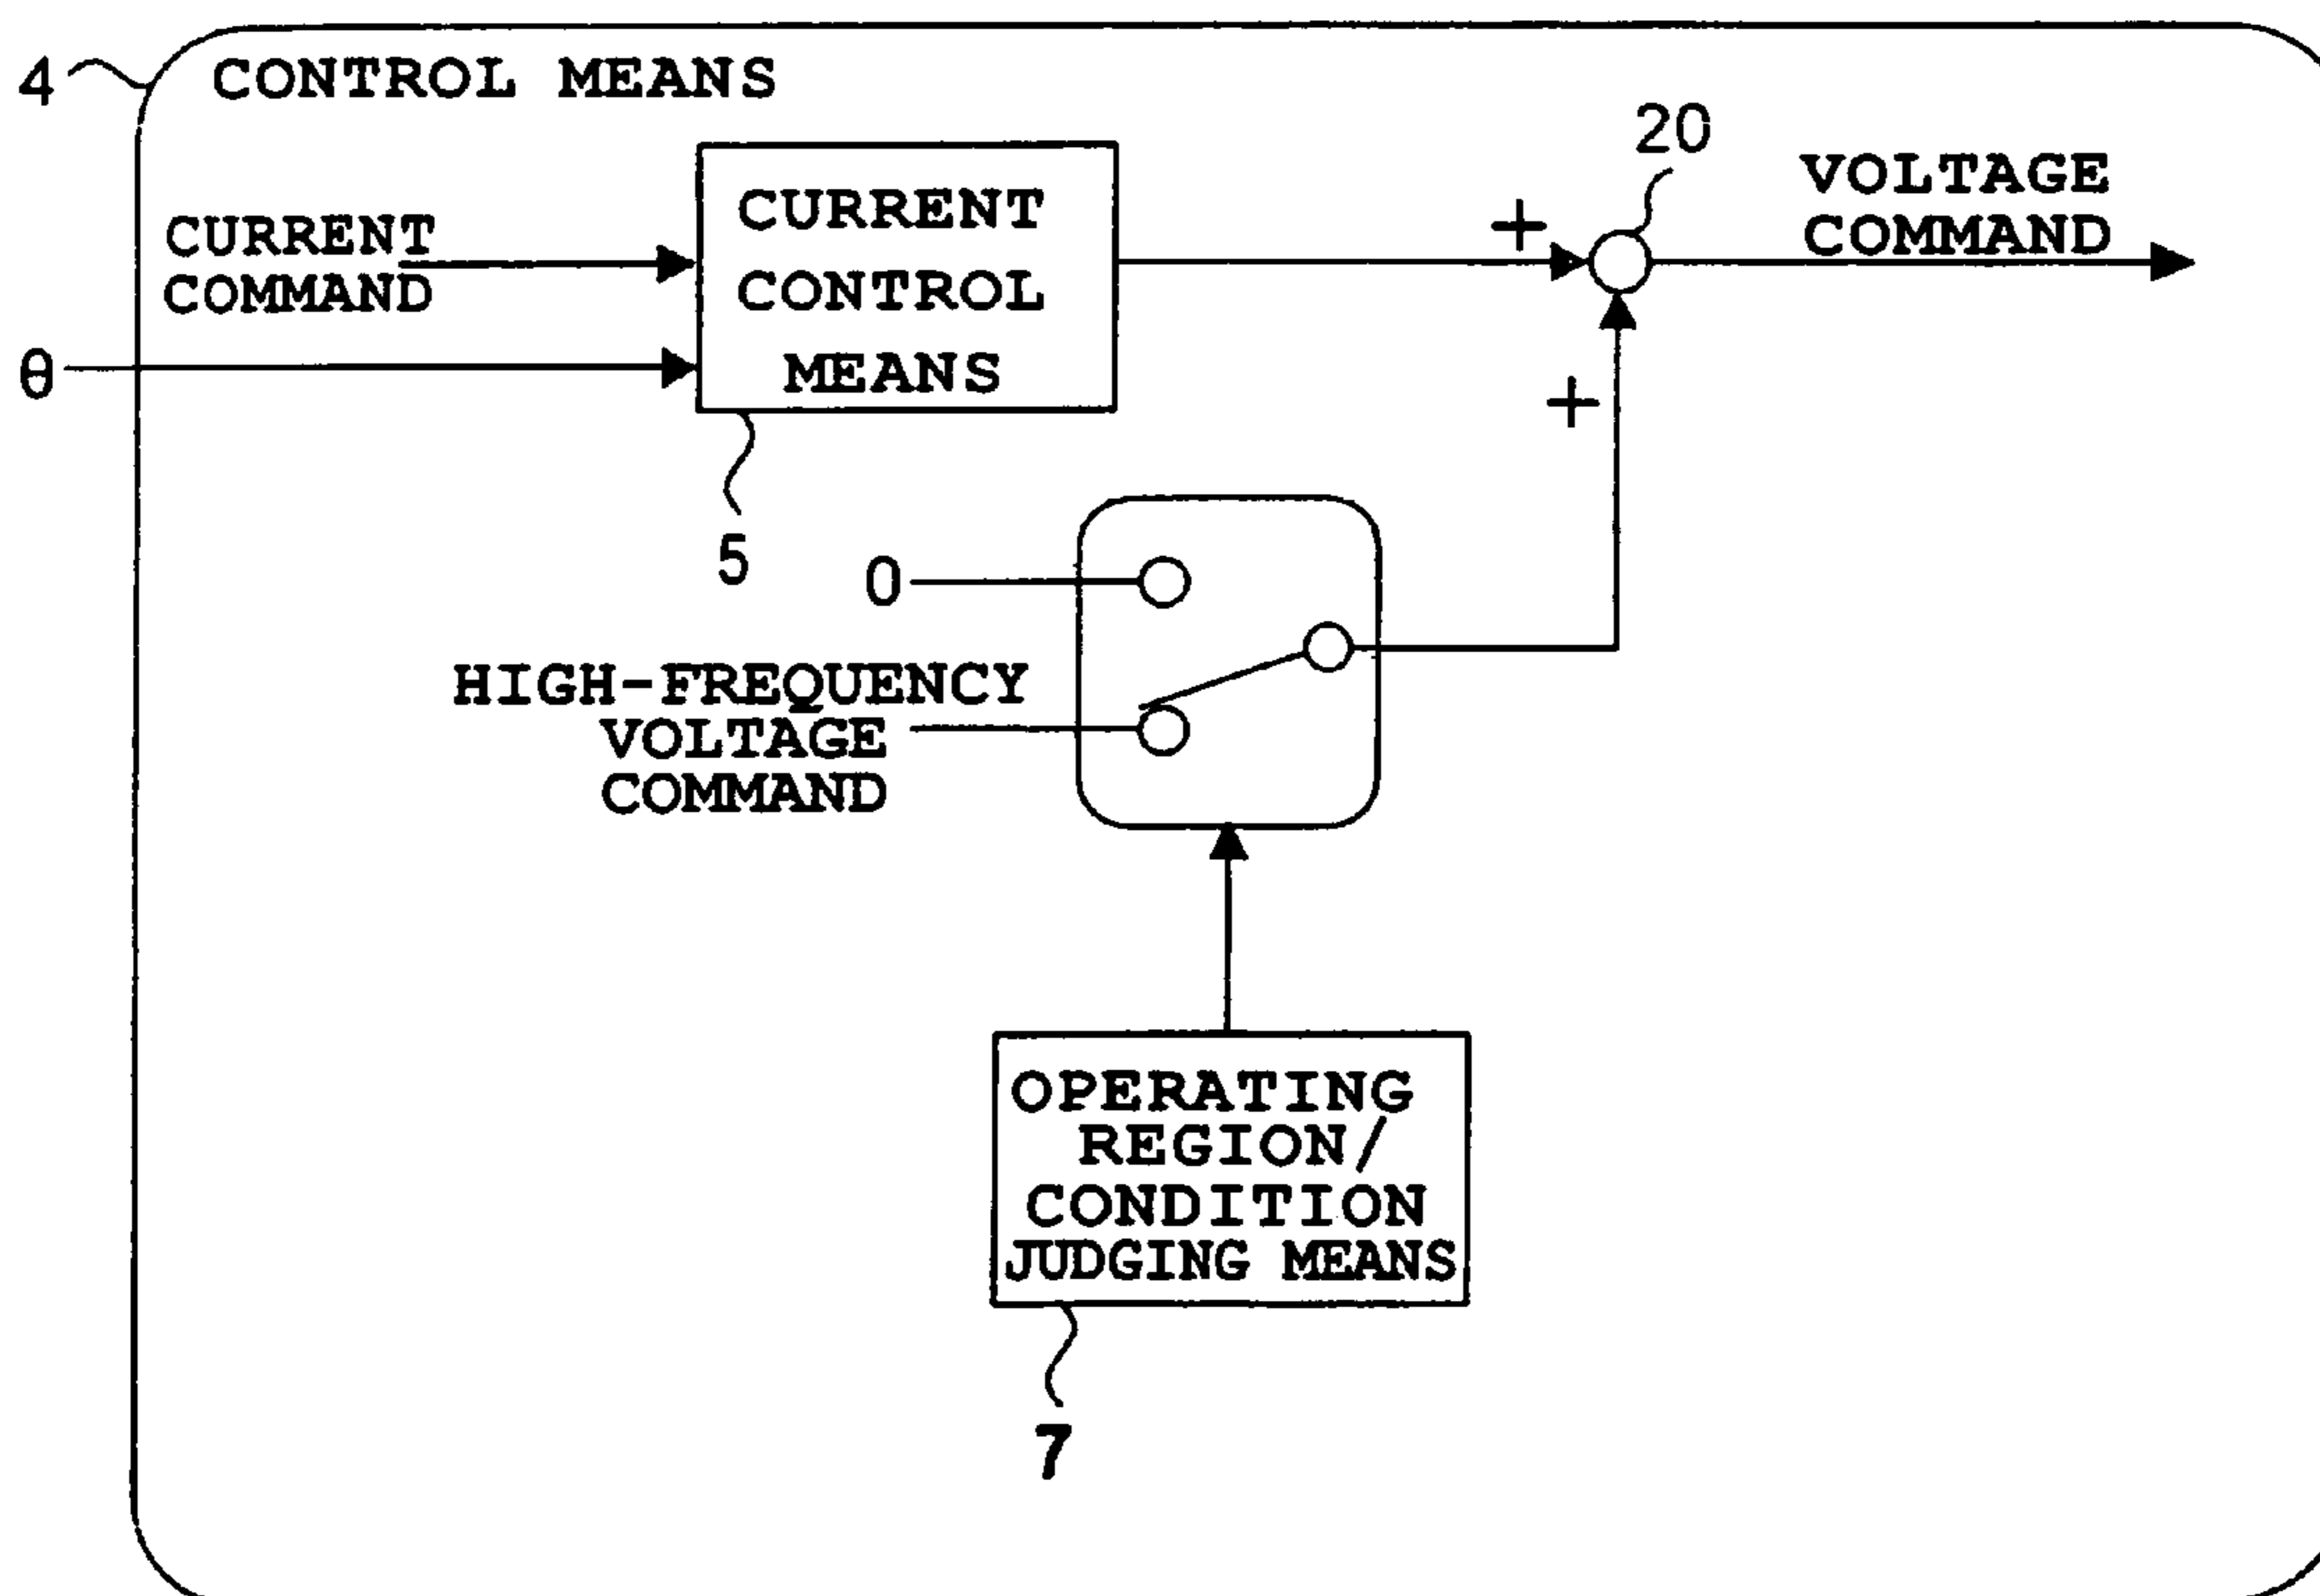 4
CONTROL MEANS
20
VOLTAGE
COMMAND
CURRENT
COMMAND
CURRENT
CONTROL
MEANS
+
θ
+
5
0
HIGH-FREQUENCY
VOLTAGE
COMMAND
OPERATING
REGION/
CONDITION
JUDGING MEANS
7